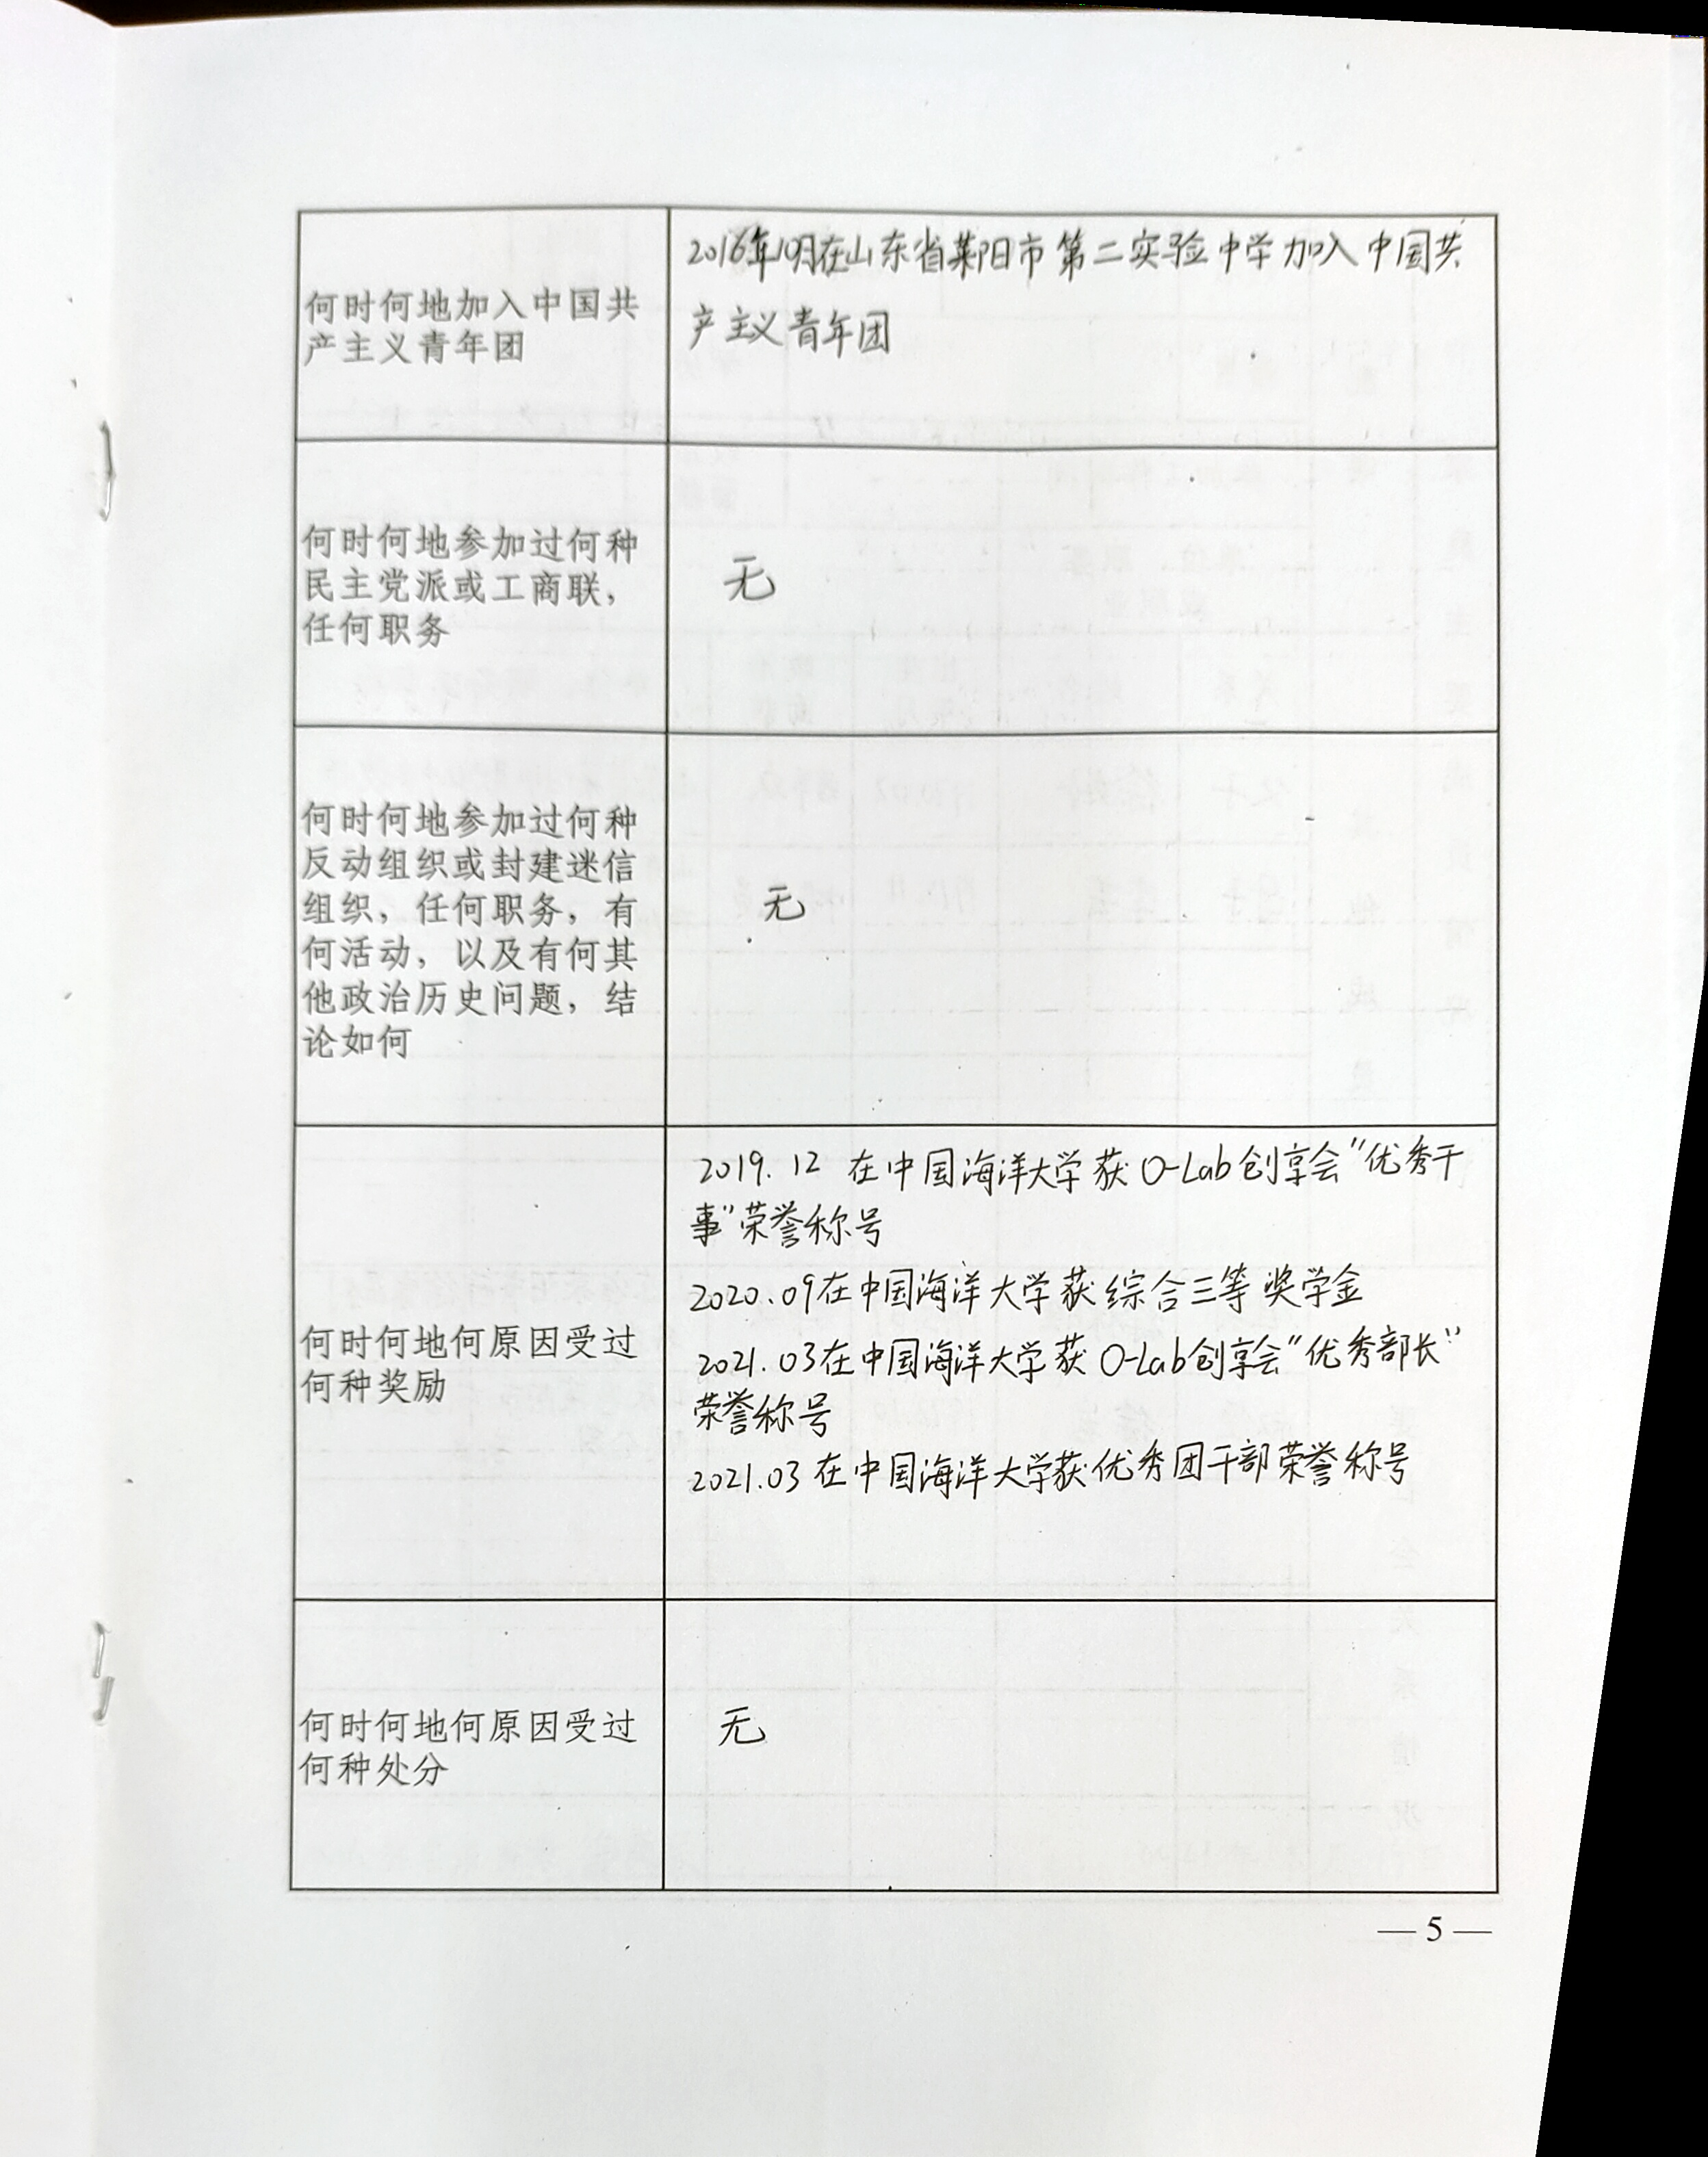 何时何地加入中国共
产主义青年团
2016年10月在山东省莱阳市第二实验中学加入中国共
产主义青年团
何时何地参加过何种
民主党派或工商联，
任何职务
无
何时何地参加过何种
反动组织或封建迷信
组织，任何职务，有
何活动，以及有何其
他政治历史问题，结
论如何
无
何时何地何原因受过
何种奖励
2019.12 在中国海洋大学获O-Lab创享会"优秀干
事"荣誉称号
2020.09在中国海洋大学获综合三等奖学金
2021.03在中国海洋大学获O-Lab创享会"优秀部长"
荣誉称号
2021.03在中国海洋大学获优秀团干部荣誉称号
何时何地何原因受过
何种处分
无
— 5 —